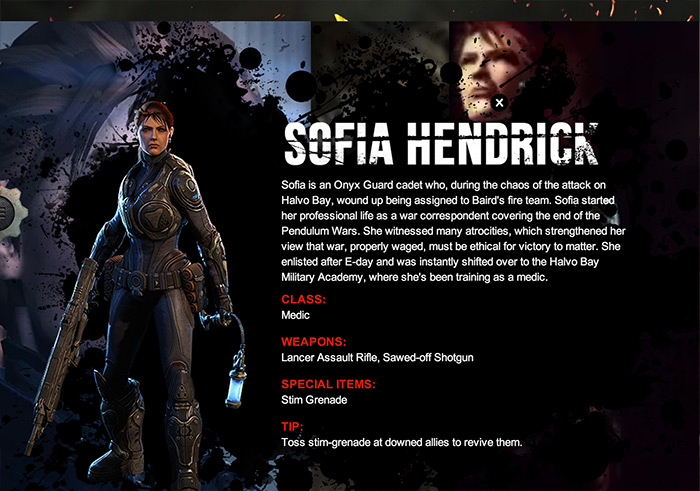 X
SOFIA HENDRICK
Sofia is an Onyx Guard cadet who, during the chaos of the attack on
Halvo Bay, wound up being assigned to Baird's fire team. Sofia started
her professional life as a war correspondent covering the end of the
Pendulum Wars. She witnessed many atrocities, which strengthened her
view that war, properly waged, must be ethical for victory to matter. She
enlisted after E-day and was instantly shifted over to the Halvo Bay
Military Academy, where she's been training as a medic.
CLASS:
Medic
WEAPONS:
Lancer Assault Rifle, Sawed-off Shotgun
SPECIAL ITEMS:
Stim Grenade
TIP:
Toss stim-grenade at downed allies to revive them.